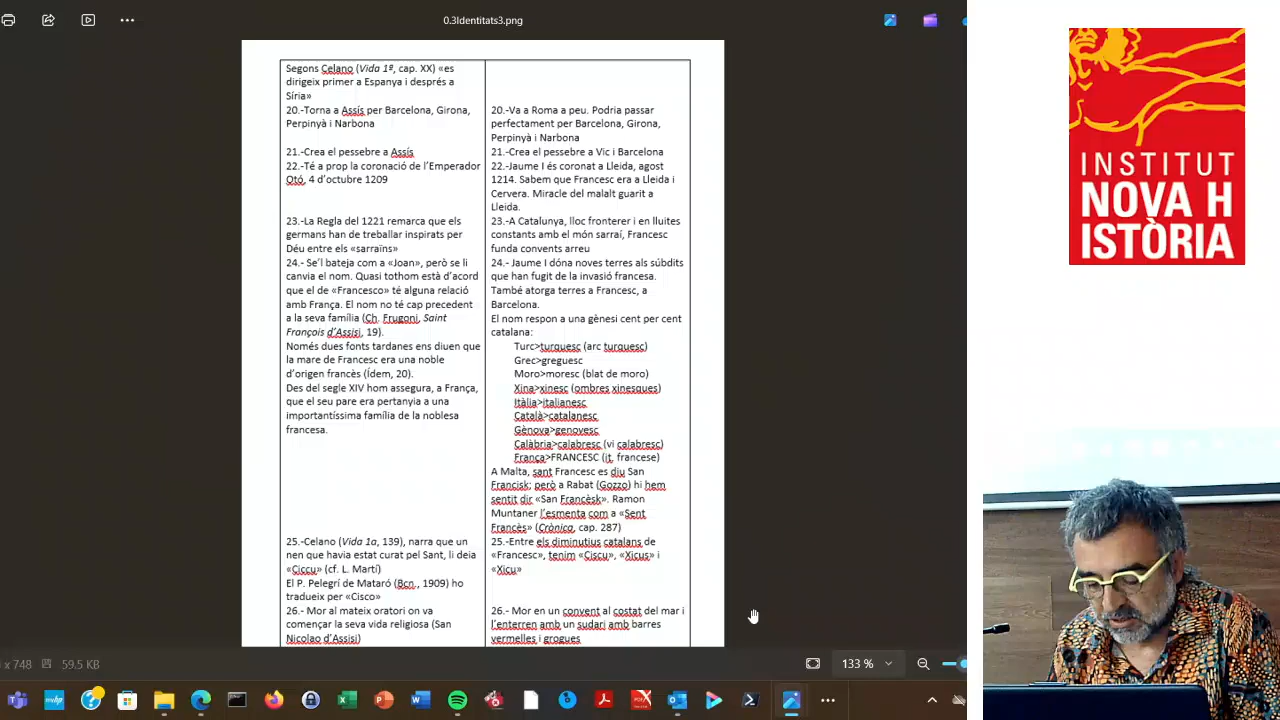 0.3Identitats3.png
Segons Celano (Vida 1ª, cap. XX) «es
dirigeix primer a Espanya i després a
Síria»
20.-Torna a Assís per Barcelona, Girona,
Perpinyà i Narbona
21.-Crea el pessebre a Assís
22.-Té a prop la coronació de l’Emperador
Otó, 4 d’octubre 1209
23.-La Regla del 1221 remarca que els
germans han de treballar inspirats per
Déu entre els «sarraïns»
24.- Se’l bateja com a «Joan», però se li
canvia el nom. Quasi tothom està d’acord
que el de «Francesco» té alguna relació
amb França. El nom no té cap precedent
a la seva família (Ch. Frugoni, Saint
François d’Assisi, 19).
Només dues fonts tardanes ens diuen que
la mare de Francesc era una noble
d’origen francès (Ídem, 20).
Des del segle XIV hom assegura, a França,
que el seu pare era pertanyia a una
importantíssima família de la noblesa
francesa.
25.-Celano (Vida 1a, 139), narra que un
nen que havia estat curat pel Sant, li deia
«Ciccu» (cf. L. Martí)
El P. Pelegrí de Mataró (Bcn., 1909) ho
tradueix per «Cisco»
26.- Mor al mateix oratori on va
començar la seva vida religiosa (San
Nicolao d’Assisi)
20.-Va a Roma a peu. Podria passar
perfectament per Barcelona, Girona,
Perpinyà i Narbona
21.-Crea el pessebre a Vic i Barcelona
22.-Jaume I és coronat a Lleida, agost
1214. Sabem que Francesc era a Lleida i
Cervera. Miracle del malalt guarit a
Lleida.
23.-A Catalunya, lloc fronterer i en lluites
constants amb el món sarraí, Francesc
funda convents arreu
24.- Jaume I dóna noves terres als súbdits
que han fugit de la invasió francesa.
També atorga terres a Francesc, a
Barcelona.
El nom respon a una gènesi cent per cent
catalana:
Turc>turquesc (arc turquesc)
Grec>greguesc
Moro>moresc (blat de moro)
Xina>xinesc (ombres xinesques)
Itàlia>italianesc
Català>catalanesc
Gènova>genovesc
Calàbria>calabresc (vi calabresc)
França>FRANCESC (it. francese)
A Malta, sant Francesc es diu San
Francisk; però a Rabat (Gozzo) hi hem
sentit dir «San Francèsk». Ramon
Muntaner l’esmenta com a «Sent
Francès» (Crònica, cap. 287)
25.-Entre els diminutius catalans de
«Francesc», tenim «Ciscu», «Xicus» i
«Xicu»
26.- Mor en un convent al costat del mar i
l’enterren amb un sudari amb barres
vermelles i grogues
x 748
59.5 KB
133 %
INSTITUT
NOVA H
ISTÒRIA